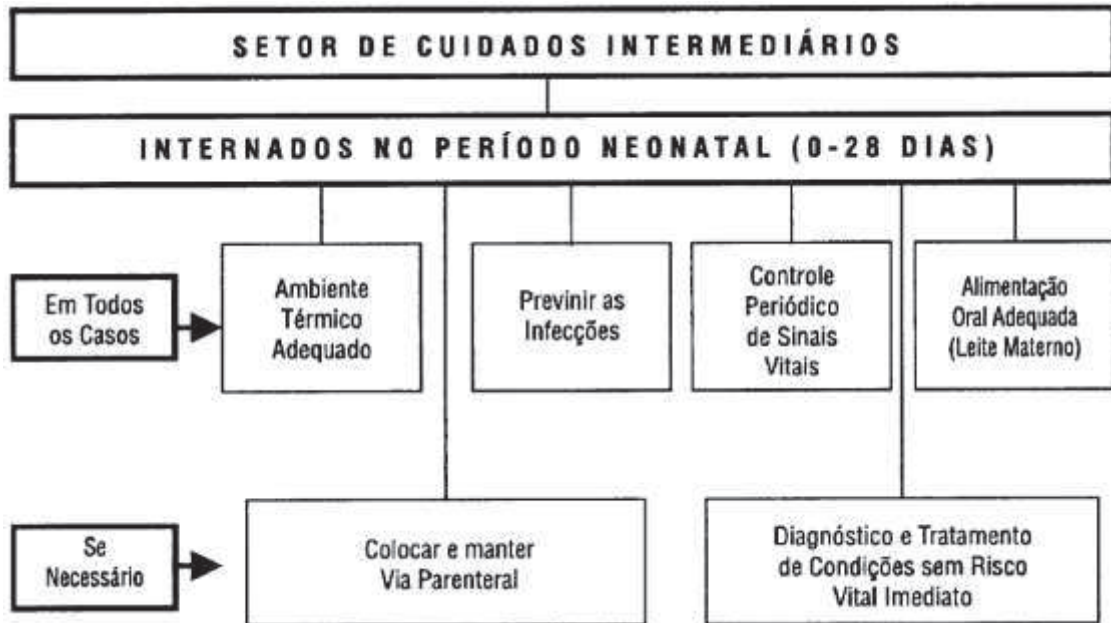 SETOR DE CUIDADOS INTERMEDIÁRIOS
INTERNADOS NO PERÍODO NEONATAL (0-28 DIAS)
Em Todos
os Casos
Ambiente
Térmico
Adequado
Previnir as
Infecções
Controle
Periódico
de Sinais
Vitais
Alimentação
Oral Adequada
(Leite Materno)
Se
Necessário
Colocar e manter
Via Parenteral
Diagnóstico e Tratamento
de Condições sem Risco
Vital Imediato